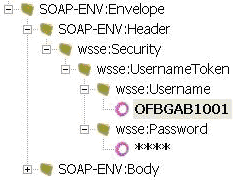 SOAP-ENV:Envelope
SOAP-ENV:Header
wsse:Security
wsse:UsernameToken
wsse:Username
OFBGAB1001
wsse:Password
****
SOAP-ENV:Body